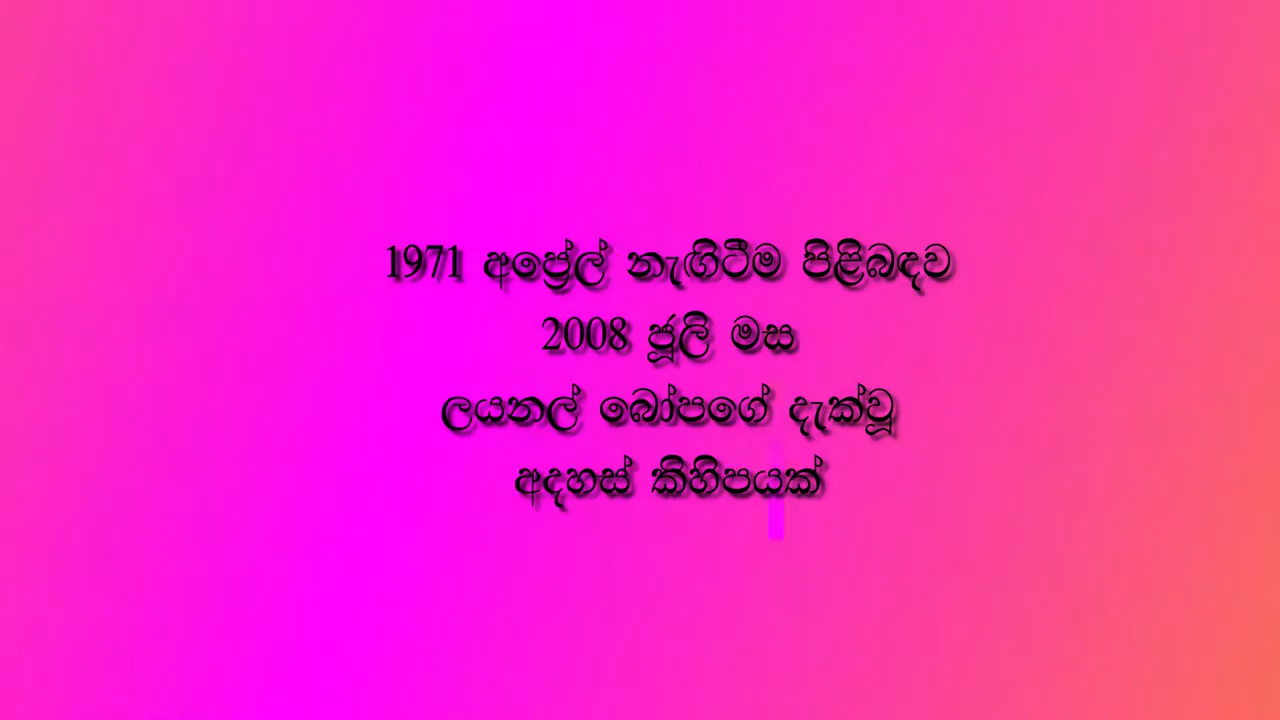 1971 අප්‍රේල් නැඟිටීම පිළිබඳව
2008 ජූලි මස
ලයනල් බෝපගේ දැක්වූ
අදහස් කිහිපයක්